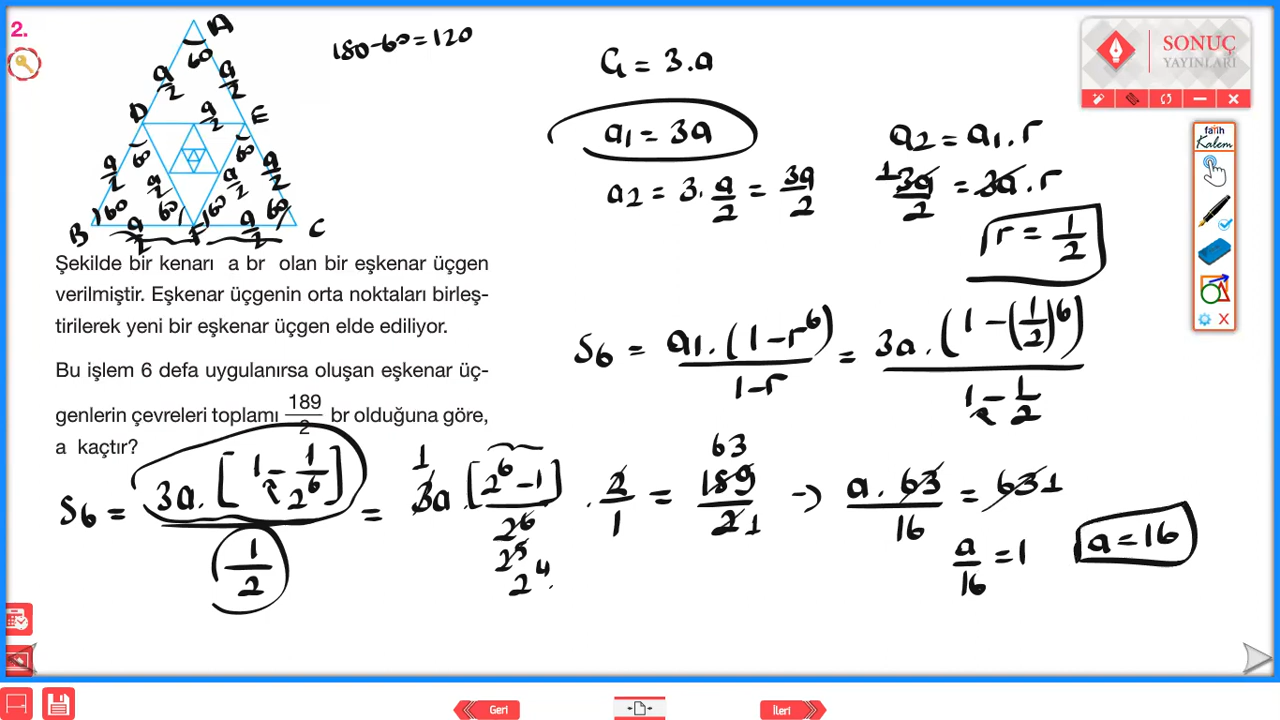 2.
A
60
a/2
a/2
D
a/2
E
60
60
a/2
a/2
a/2
a/2
60
60
60
60
B
a/2
F
a/2
C
180-60=120
Ç = 3.a
a1 = 3a
a2 = 3. a/2 = 3a/2
a2 = a1.r
1 3a/2 = 3a.r
r = 1/2
SONUÇ
YAYINLARI
fatih
Kalem
Şekilde bir kenarı a br olan bir eşkenar üçgen
verilmiştir. Eşkenar üçgenin orta noktaları birleş-
tirilerek yeni bir eşkenar üçgen elde ediliyor.
Bu işlem 6 defa uygulanırsa oluşan eşkenar üç-
genlerin çevreleri toplamı 189/2 br olduğuna göre,
a kaçtır?
S6 = a1.(1-r^6)/1-r = 3a.(1-(1/2)^6)/1-1/2
S6 = 3a.[1-1/2^6]/(1/2) = 3a.[2^6-1]/2^6 . 2/1 = 189/2 → a.63/16 = 63
1
2^5
2^4
63
1
1
a/16 = 1
a=16
Geri
İleri